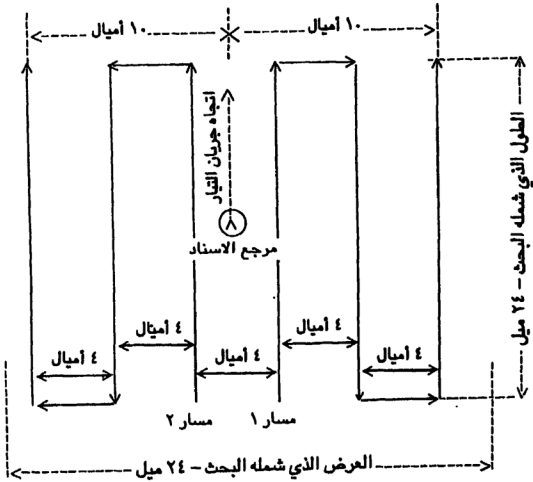 ١٠ أميال
١٠ أميال
اتجاه جريان التيار
الطول الذي شمله البحث – ٢٤ ميل
مرجع الاسناد
٤ أميال
٤ أميال
٤ أميال
٤ أميال
٤ أميال
مسار ١
مسار ٢
العرض الذي شمله البحث – ٢٤ ميل